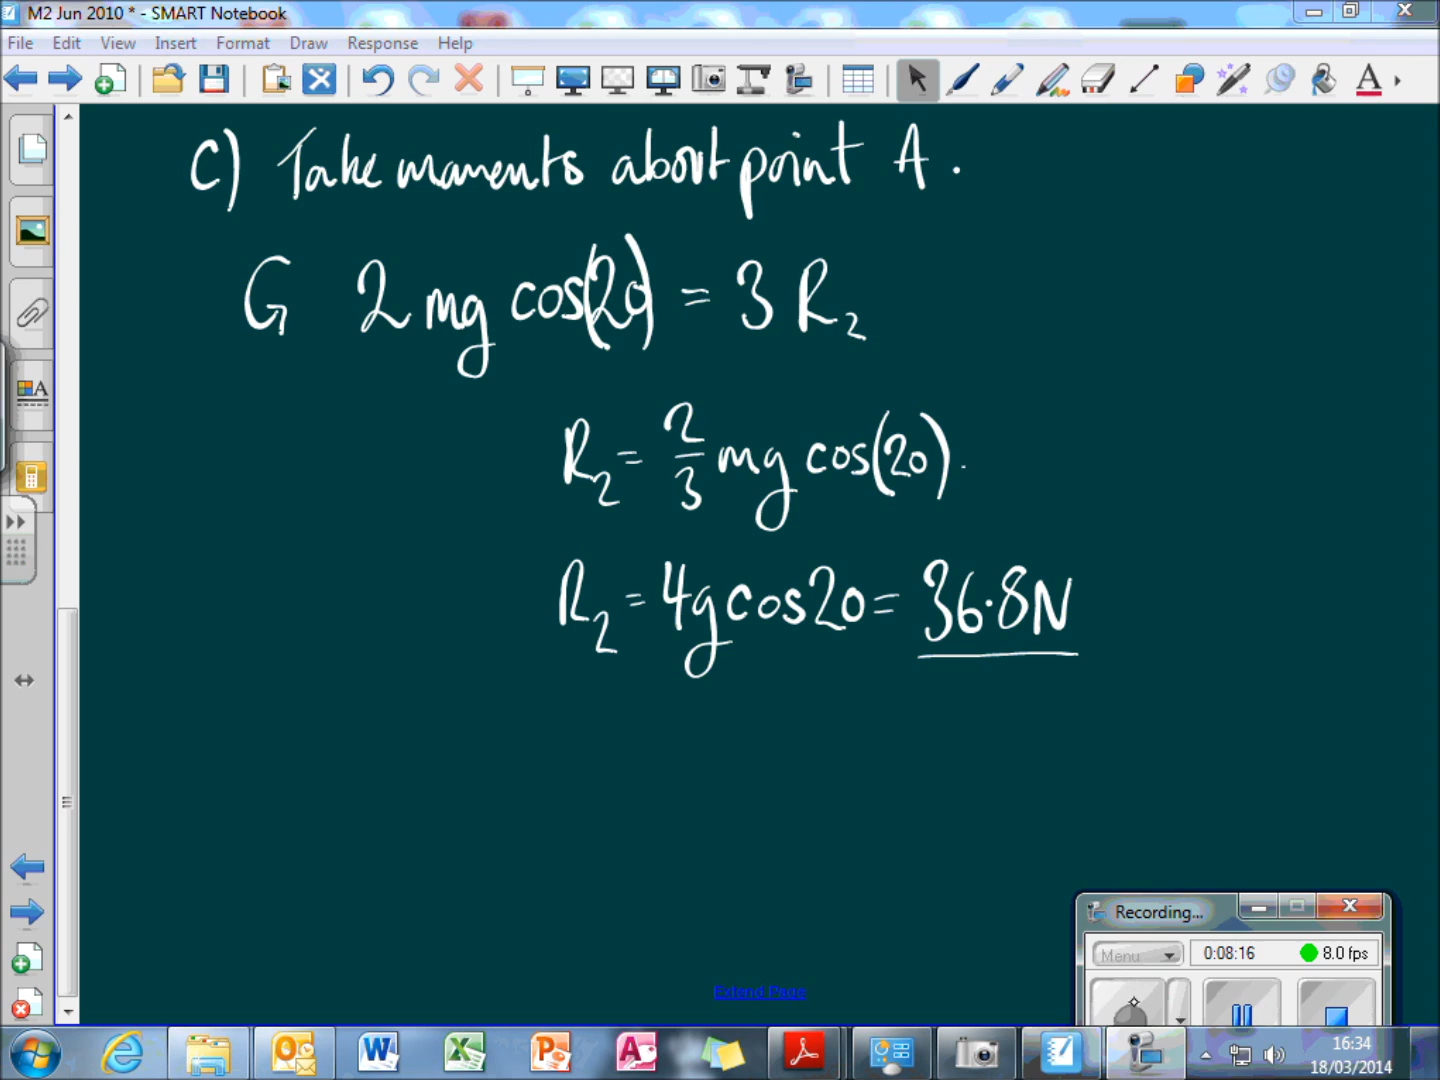 M2 Jun 2010 * - SMART Notebook
File Edit View Insert Format Draw Response Help
C) Take moments about point A.
G 2mg cos(20) = 3R₂
R₂ = 2/3 mg cos(20).
R₂ = 4g cos20 = 36.8N
Recording...
Menu 0:08:16 8.0 fps
Extend Page
16:34
18/03/2014